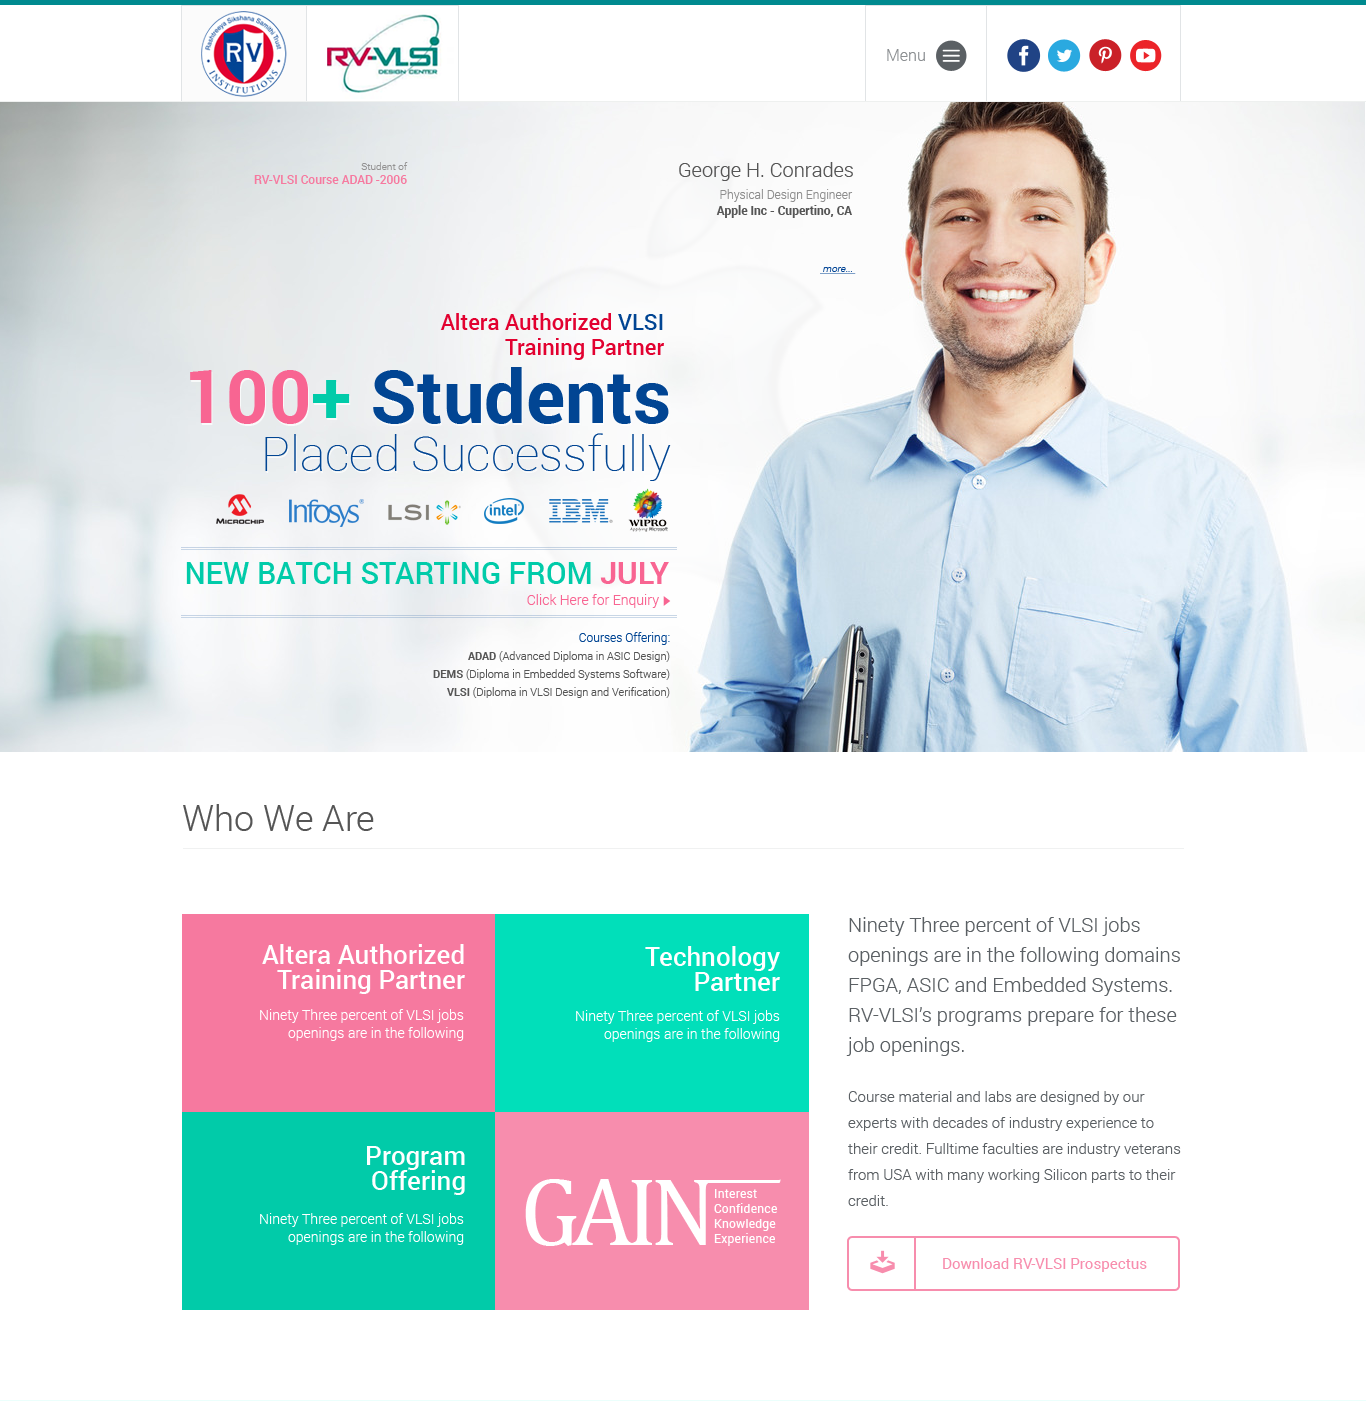 Rashtreeya Sikshana Samithi Trust
RV
INSTITUTIONS
RV-VLSI
DESIGN CENTER
Menu
Student of
RV-VLSI Course ADAD -2006
George H. Conrades
Physical Design Engineer
Apple Inc - Cupertino, CA
more...
Altera Authorized VLSI
Training Partner
100+ Students
Placed Successfully
MICROCHIP
Infosys
LSI
intel
IBM
WIPRO
Applying Microsoft
NEW BATCH STARTING FROM JULY
Click Here for Enquiry
Courses Offering:
ADAD (Advanced Diploma in ASIC Design)
DEMS (Diploma in Embedded Systems Software)
VLSI (Diploma in VLSI Design and Verification)
Who We Are
Altera Authorized
Training Partner
Ninety Three percent of VLSI jobs
openings are in the following
Technology
Partner
Ninety Three percent of VLSI jobs
openings are in the following
Program
Offering
Ninety Three percent of VLSI jobs
openings are in the following
GAIN
Interest
Confidence
Knowledge
Experience
Ninety Three percent of VLSI jobs
openings are in the following domains
FPGA, ASIC and Embedded Systems.
RV-VLSI’s programs prepare for these
job openings.
Course material and labs are designed by our
experts with decades of industry experience to
their credit. Fulltime faculties are industry veterans
from USA with many working Silicon parts to their
credit.
Download RV-VLSI Prospectus